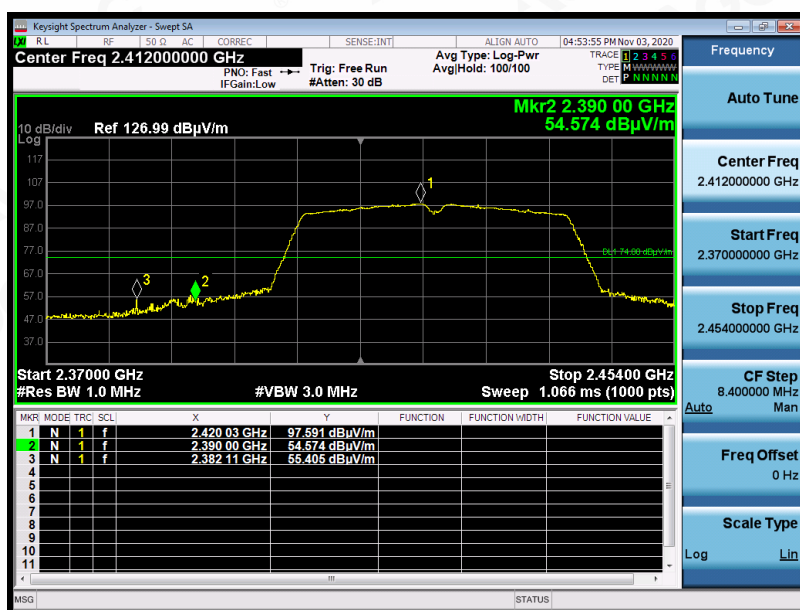 Keysight Spectrum Analyzer - Swept SA
LXI RL RF 50 Ω AC CORREC SENSE:INT ALIGN AUTO 04:53:55 PM Nov 03, 2020
Center Freq 2.412000000 GHz
PNO: Fast
IFGain:Low
Trig: Free Run
#Atten: 30 dB
Avg Type: Log-Pwr
Avg|Hold: 100/100
TRACE 1 2 3 4 5 6
TYPE M WWWWW
DET P N N N N N
Mkr2 2.390 00 GHz
54.574 dBµV/m
10 dB/div Ref 126.99 dBµV/m
Log
117
107
97.0
87.0
77.0
67.0
57.0
47.0
37.0
1
2
3
DL1 74.00 dBµV/m
Start 2.37000 GHz Stop 2.45400 GHz
#Res BW 1.0 MHz #VBW 3.0 MHz Sweep 1.066 ms (1000 pts)
MKR MODE TRC SCL X Y FUNCTION FUNCTION WIDTH FUNCTION VALUE
1 N 1 f 2.420 03 GHz 97.591 dBµV/m
2 N 1 f 2.390 00 GHz 54.574 dBµV/m
3 N 1 f 2.382 11 GHz 55.405 dBµV/m
4
5
6
7
8
9
10
11
MSG STATUS
Frequency
Auto Tune
Center Freq
2.412000000 GHz
Start Freq
2.370000000 GHz
Stop Freq
2.454000000 GHz
CF Step
8.400000 MHz
Auto Man
Freq Offset
0 Hz
Scale Type
Log Lin